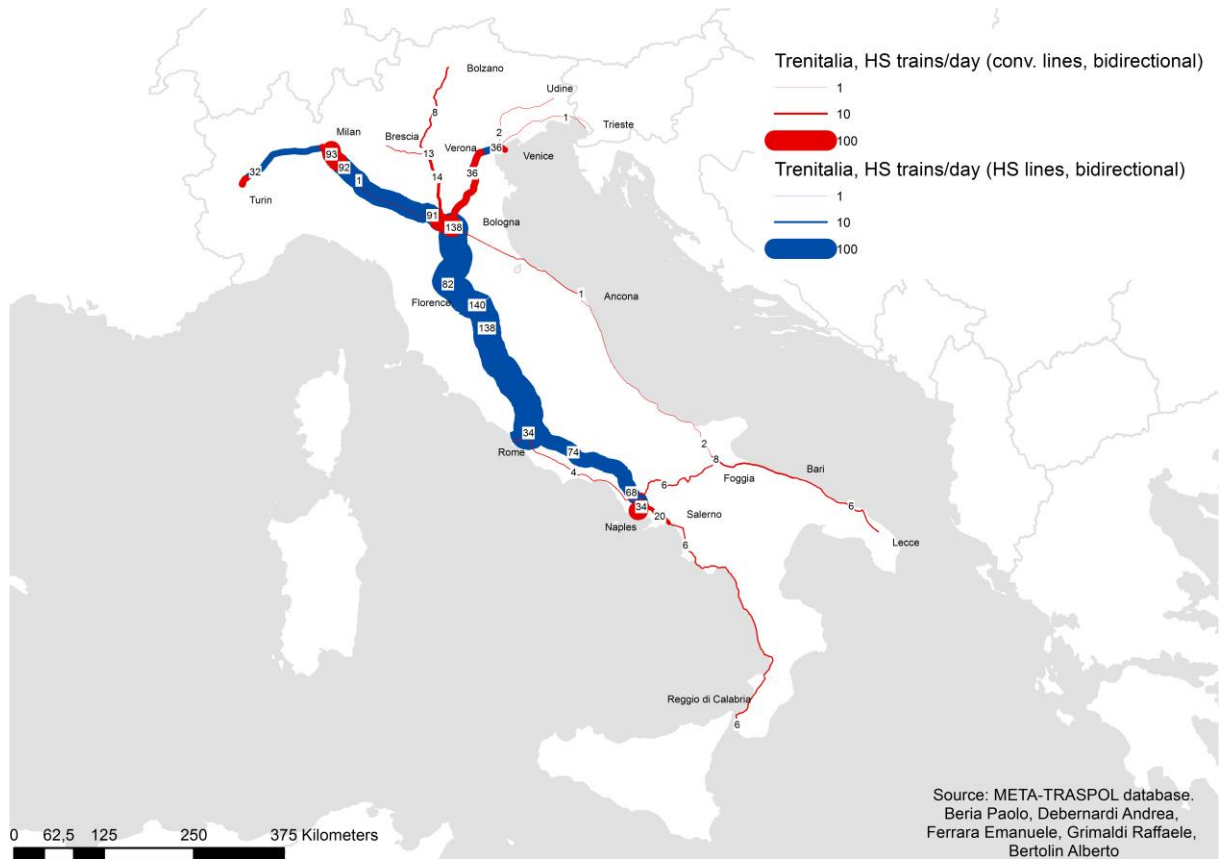 Trenitalia, HS trains/day (conv. lines, bidirectional)
1
10
100
Trenitalia, HS trains/day (HS lines, bidirectional)
1
10
100
Bolzano
8
Udine
2
1
Trieste
Milan
Brescia
Verona
36
Venice
93
92
13
32
1
14
36
Turin
91
138
Bologna
82
Florence
140
1
Ancona
138
34
Rome
74
2
4
8
Bari
6
Foggia
68
34
6
Naples
20
Salerno
6
Lecce
Reggio di Calabria
6
Source: META-TRASPOL database.
Beria Paolo, Debernardi Andrea,
Ferrara Emanuele, Grimaldi Raffaele,
Bertolin Alberto
0 62,5 125 250 375 Kilometers